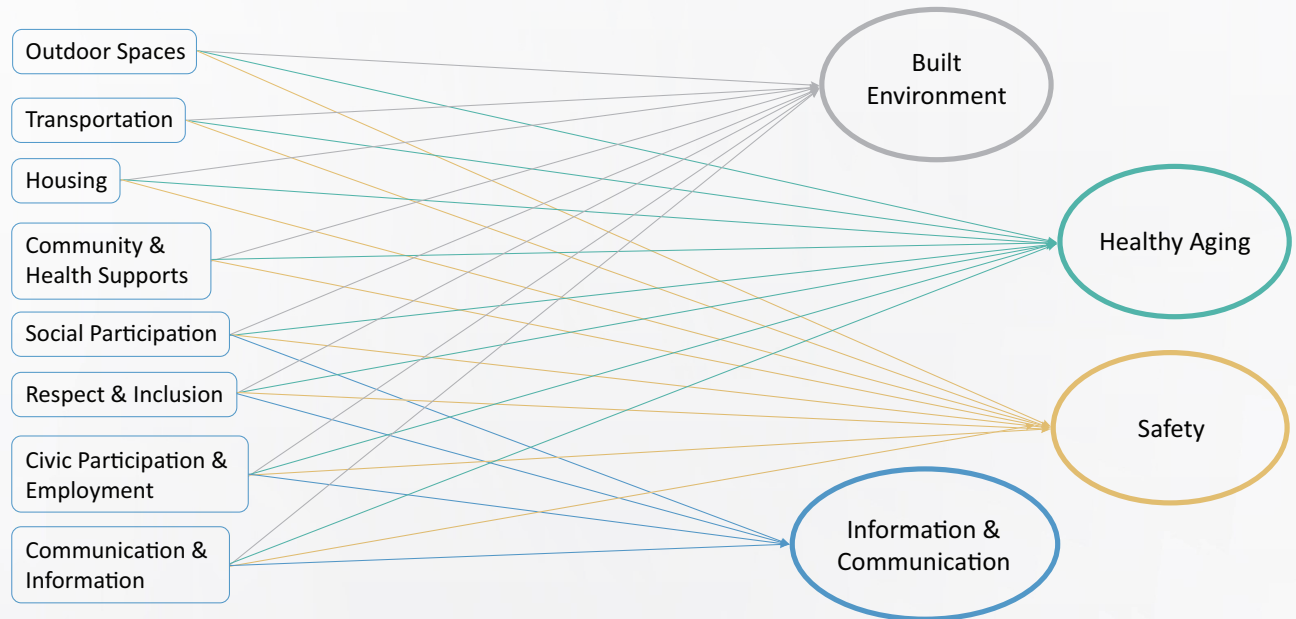 Outdoor Spaces
Transportation
Housing
Community &
Health Supports
Social Participation
Respect & Inclusion
Civic Participation &
Employment
Communication &
Information
Built
Environment
Healthy Aging
Safety
Information &
Communication